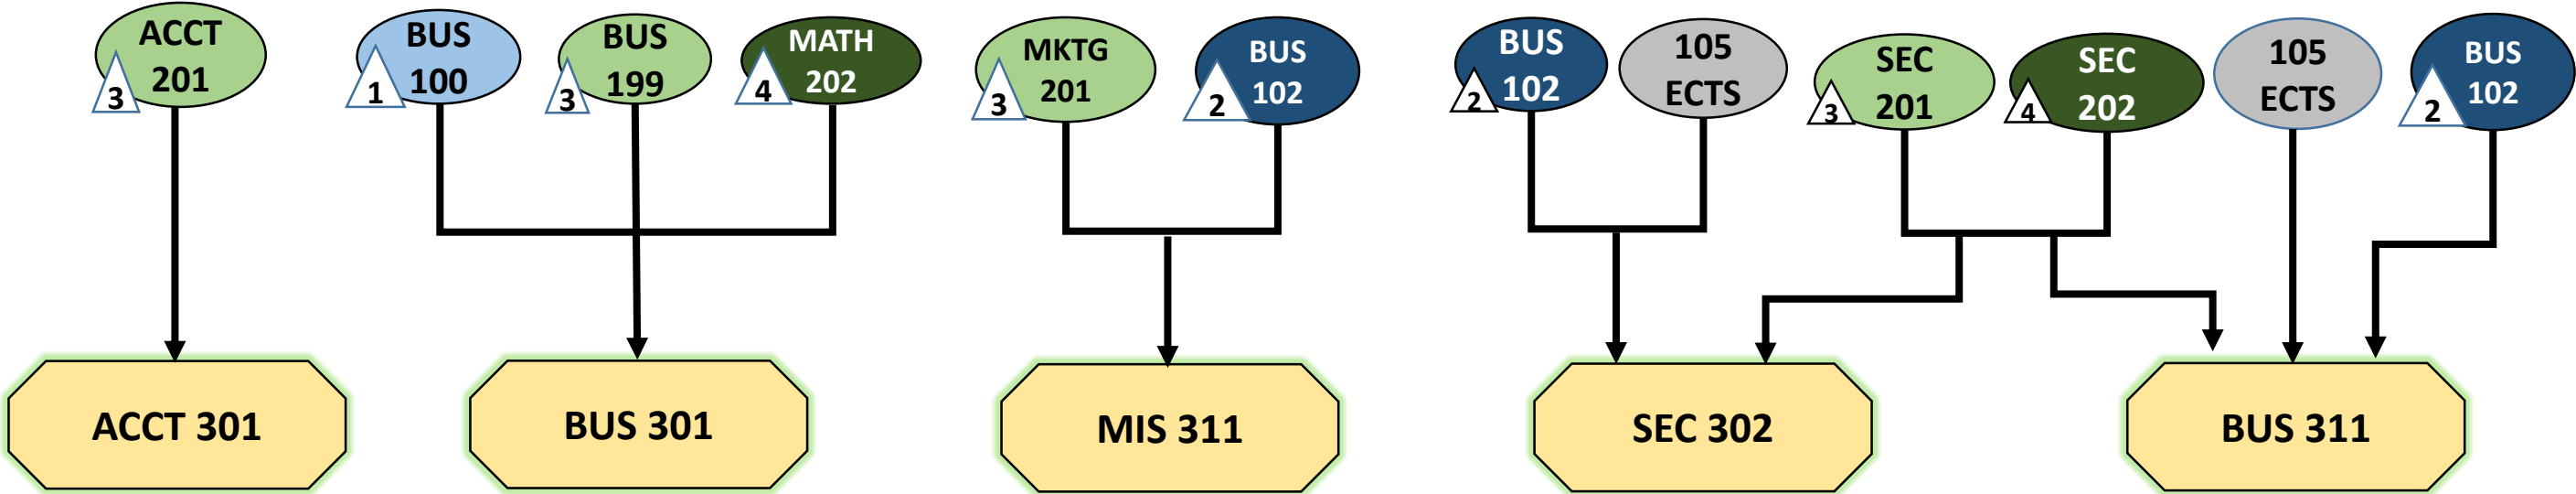 ACCT
201
3
BUS
100
1
BUS
199
3
MATH
202
4
MKTG
201
3
BUS
102
2
BUS
102
2
105
ECTS
SEC
201
3
SEC
202
4
105
ECTS
BUS
102
2
ACCT 301
BUS 301
MIS 311
SEC 302
BUS 311